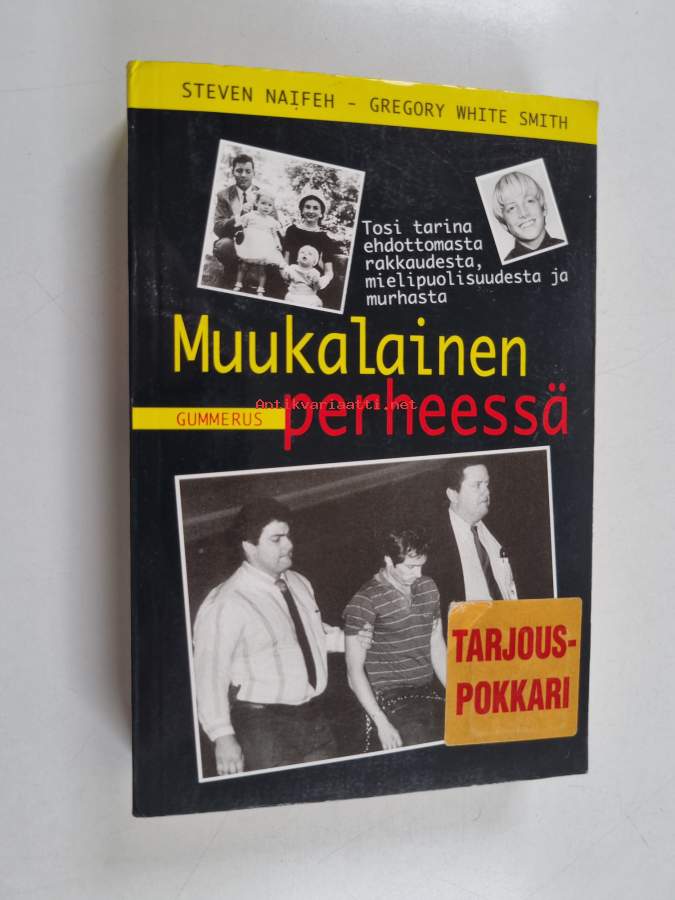 STEVEN NAIFEH – GREGORY WHITE SMITH
Tosi tarina
ehdottomasta
rakkaudesta,
mielipuolisuudesta ja
murhasta
Muukalainen
perheessä
GUMMERUS
Antikvariaatti.net
TARJOUS-
POKKARI